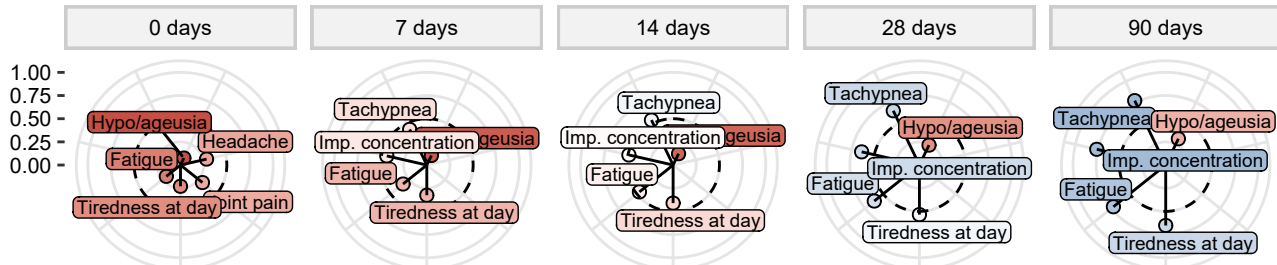 0 days
7 days
14 days
28 days
90 days
1.00
0.75
0.50
0.25
0.00
Hypo/ageusia
Headache
Fatigue
Tiredness at day
oint pain
Tachypnea
ageusia
Imp. concentration
Fatigue
Tiredness at day
Tachypnea
Imp. concentration
ageusia
Fatigue
Tiredness at day
Tachypnea
Hypo/ageusia
Imp. concentration
Fatigue
Tiredness at day
Tachypnea
Hypo/ageusia
Imp. concentration
Fatigue
Tiredness at day